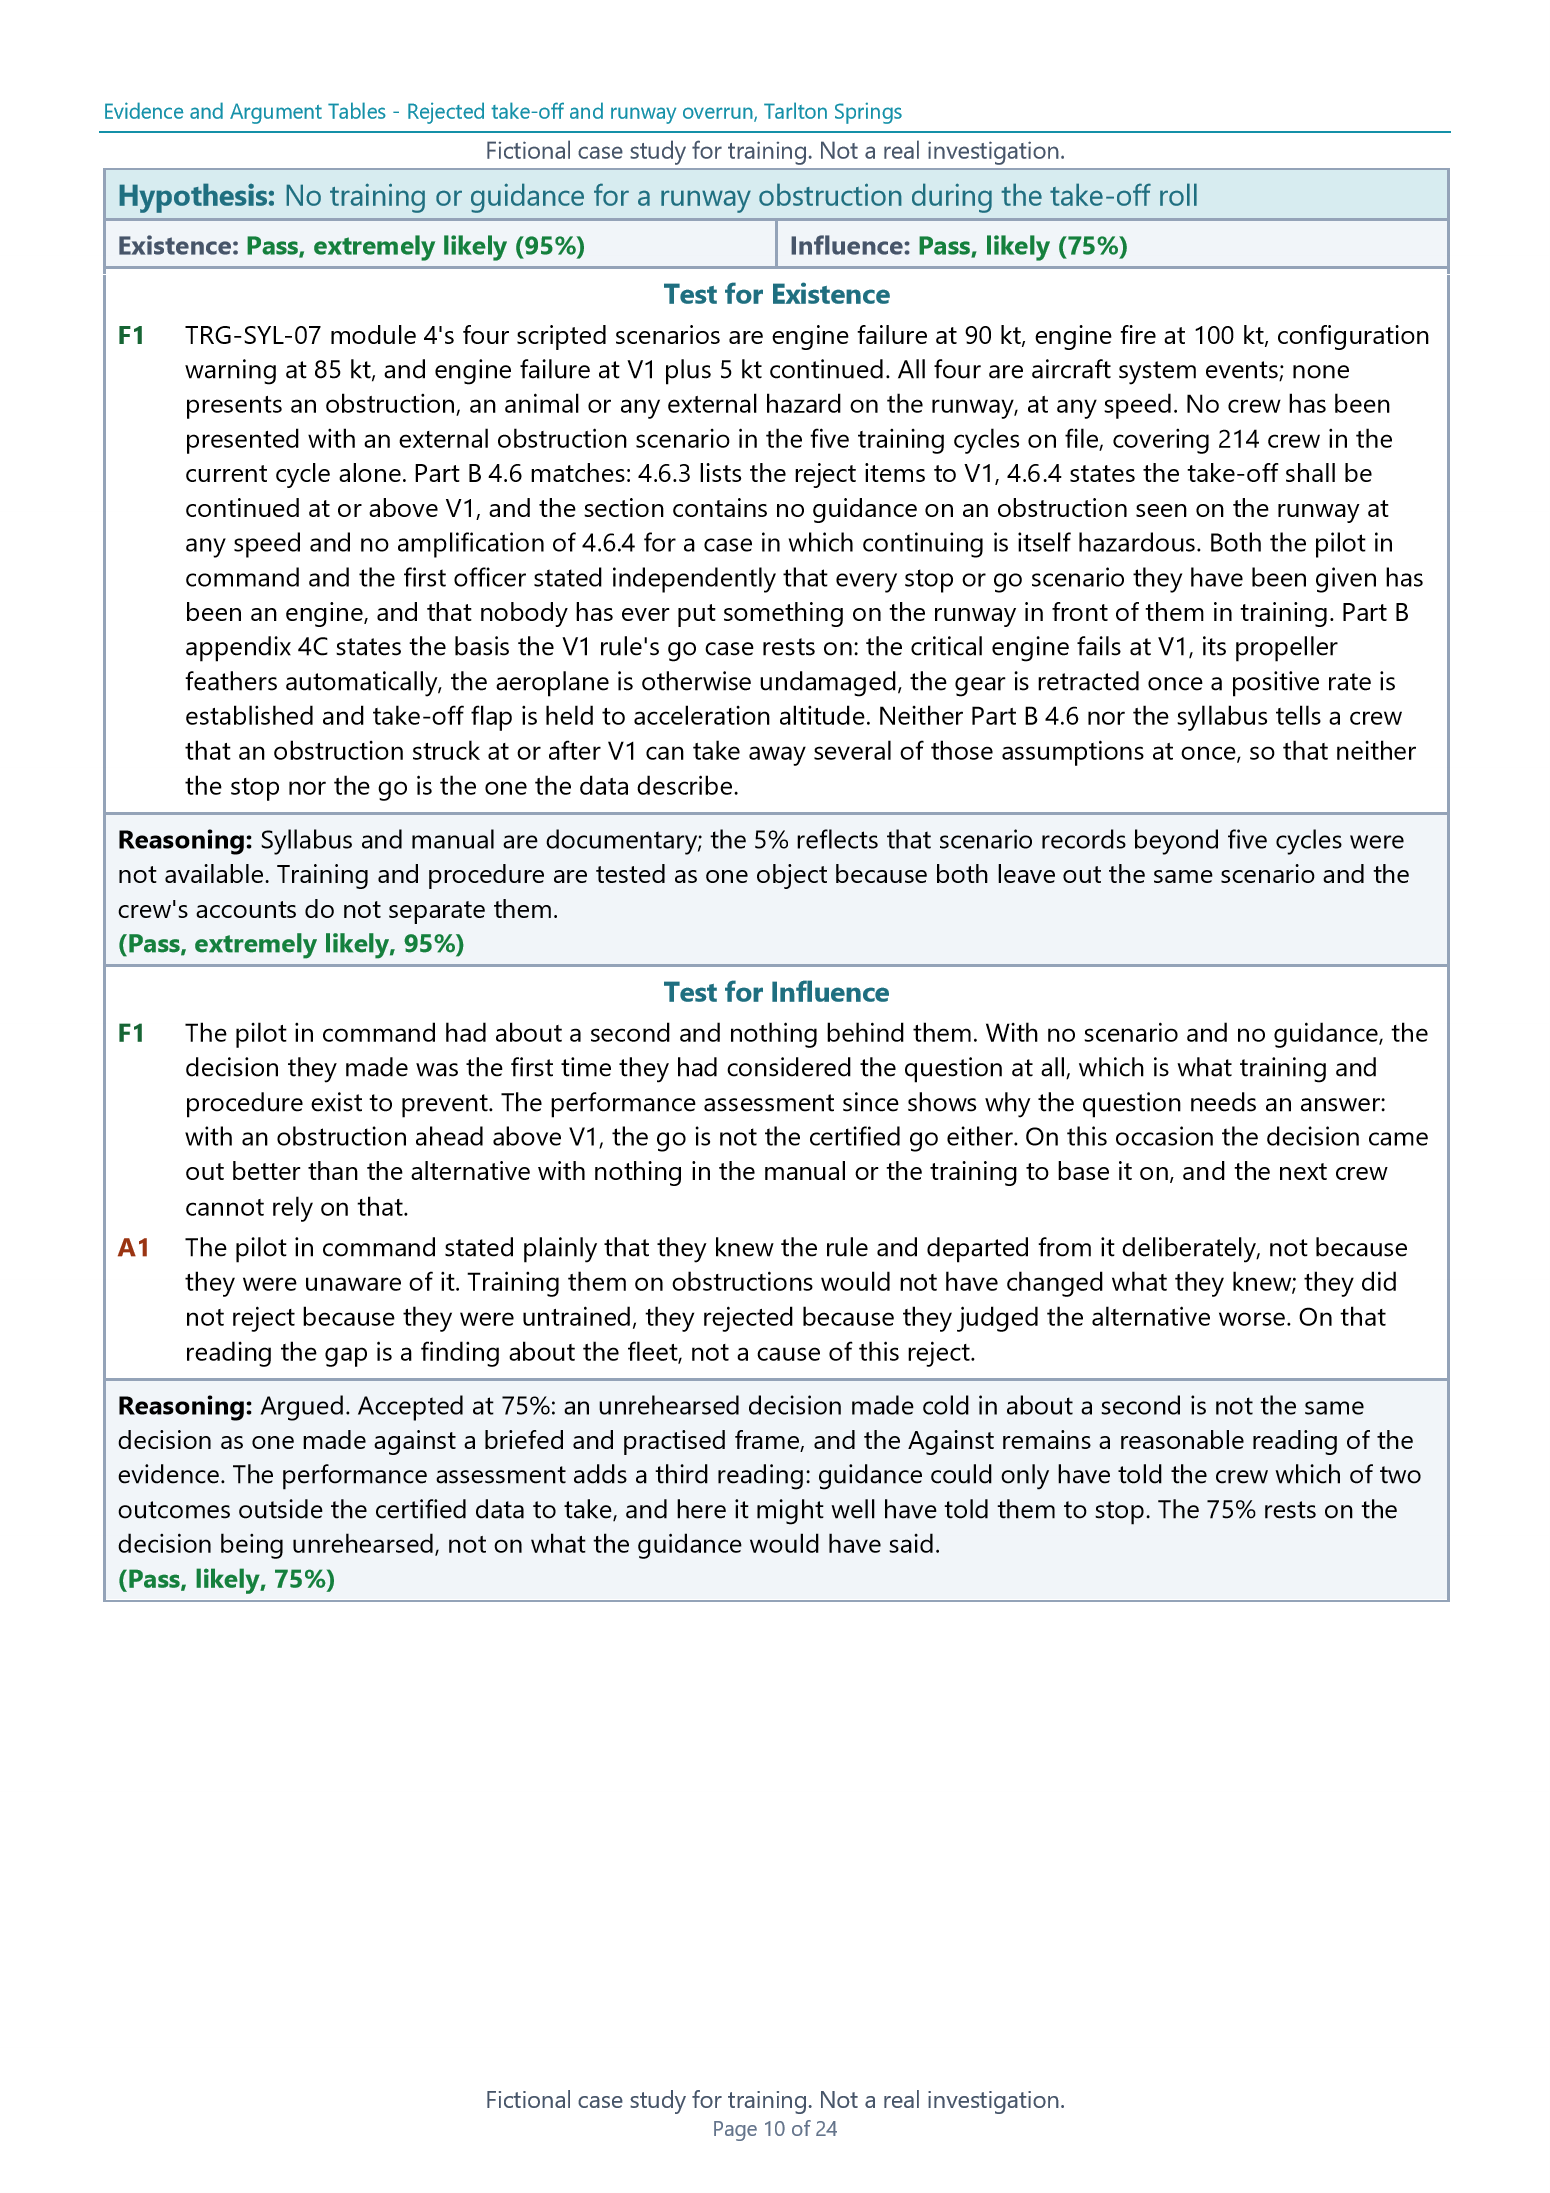 Evidence and Argument Tables - Rejected take-off and runway overrun, Tarlton Springs
Fictional case study for training. Not a real investigation.
Hypothesis: No training or guidance for a runway obstruction during the take-off roll
Existence: Pass, extremely likely (95%)
Influence: Pass, likely (75%)
Test for Existence
F1 TRG-SYL-07 module 4's four scripted scenarios are engine failure at 90 kt, engine fire at 100 kt, configuration
warning at 85 kt, and engine failure at V1 plus 5 kt continued. All four are aircraft system events; none
presents an obstruction, an animal or any external hazard on the runway, at any speed. No crew has been
presented with an external obstruction scenario in the five training cycles on file, covering 214 crew in the
current cycle alone. Part B 4.6 matches: 4.6.3 lists the reject items to V1, 4.6.4 states the take-off shall be
continued at or above V1, and the section contains no guidance on an obstruction seen on the runway at
any speed and no amplification of 4.6.4 for a case in which continuing is itself hazardous. Both the pilot in
command and the first officer stated independently that every stop or go scenario they have been given has
been an engine, and that nobody has ever put something on the runway in front of them in training. Part B
appendix 4C states the basis the V1 rule's go case rests on: the critical engine fails at V1, its propeller
feathers automatically, the aeroplane is otherwise undamaged, the gear is retracted once a positive rate is
established and take-off flap is held to acceleration altitude. Neither Part B 4.6 nor the syllabus tells a crew
that an obstruction struck at or after V1 can take away several of those assumptions at once, so that neither
the stop nor the go is the one the data describe.
Reasoning: Syllabus and manual are documentary; the 5% reflects that scenario records beyond five cycles were
not available. Training and procedure are tested as one object because both leave out the same scenario and the
crew's accounts do not separate them.
(Pass, extremely likely, 95%)
Test for Influence
F1 The pilot in command had about a second and nothing behind them. With no scenario and no guidance, the
decision they made was the first time they had considered the question at all, which is what training and
procedure exist to prevent. The performance assessment since shows why the question needs an answer:
with an obstruction ahead above V1, the go is not the certified go either. On this occasion the decision came
out better than the alternative with nothing in the manual or the training to base it on, and the next crew
cannot rely on that.
A1 The pilot in command stated plainly that they knew the rule and departed from it deliberately, not because
they were unaware of it. Training them on obstructions would not have changed what they knew; they did
not reject because they were untrained, they rejected because they judged the alternative worse. On that
reading the gap is a finding about the fleet, not a cause of this reject.
Reasoning: Argued. Accepted at 75%: an unrehearsed decision made cold in about a second is not the same
decision as one made against a briefed and practised frame, and the Against remains a reasonable reading of the
evidence. The performance assessment adds a third reading: guidance could only have told the crew which of two
outcomes outside the certified data to take, and here it might well have told them to stop. The 75% rests on the
decision being unrehearsed, not on what the guidance would have said.
(Pass, likely, 75%)
Fictional case study for training. Not a real investigation.
Page 10 of 24